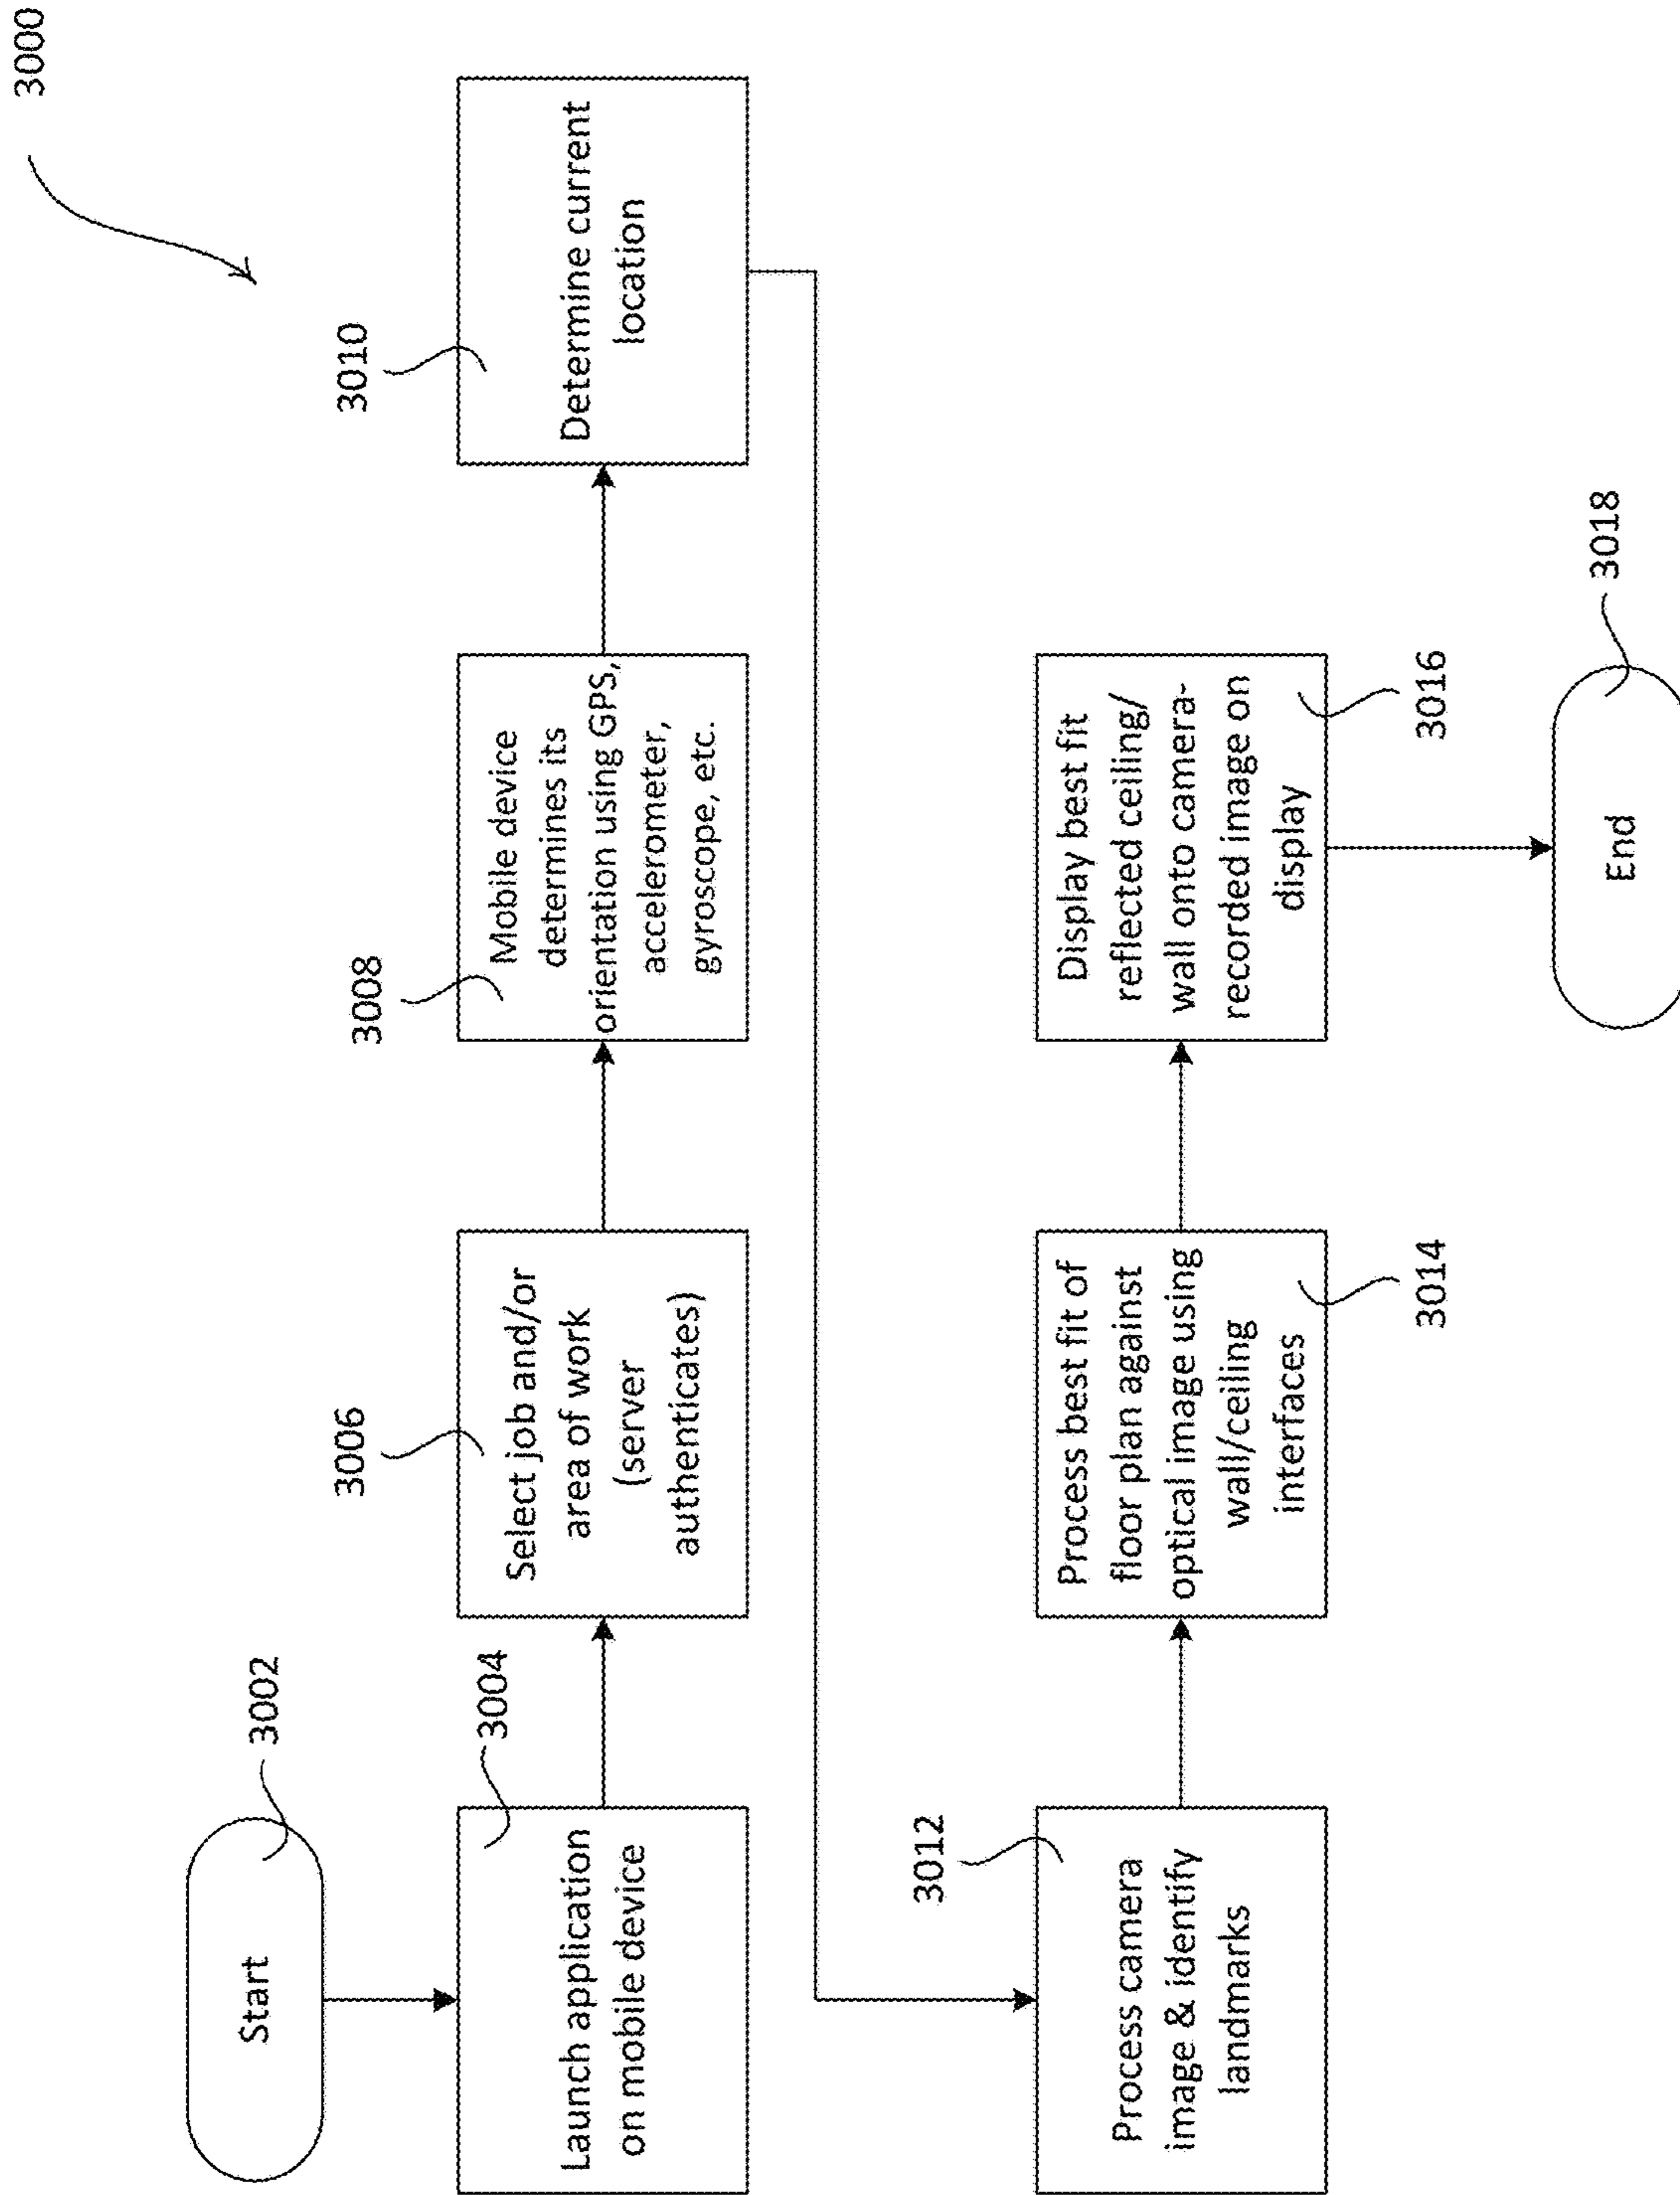 3000
Start
3002
Launch application
on mobile device
3004
Select job and/or
area of work
(server
authenticates)
3006
Mobile device
determines its
orientation using GPS,
accelerometer,
gyroscope, etc.
3008
Determine current
location
3010
Process camera
image & identify
landmarks
3012
Process best fit of
floor plan against
optical image using
wall/ceiling
interfaces
3014
Display best fit
reflected ceiling/
wall onto camera-
recorded image on
display
3016
End
3018